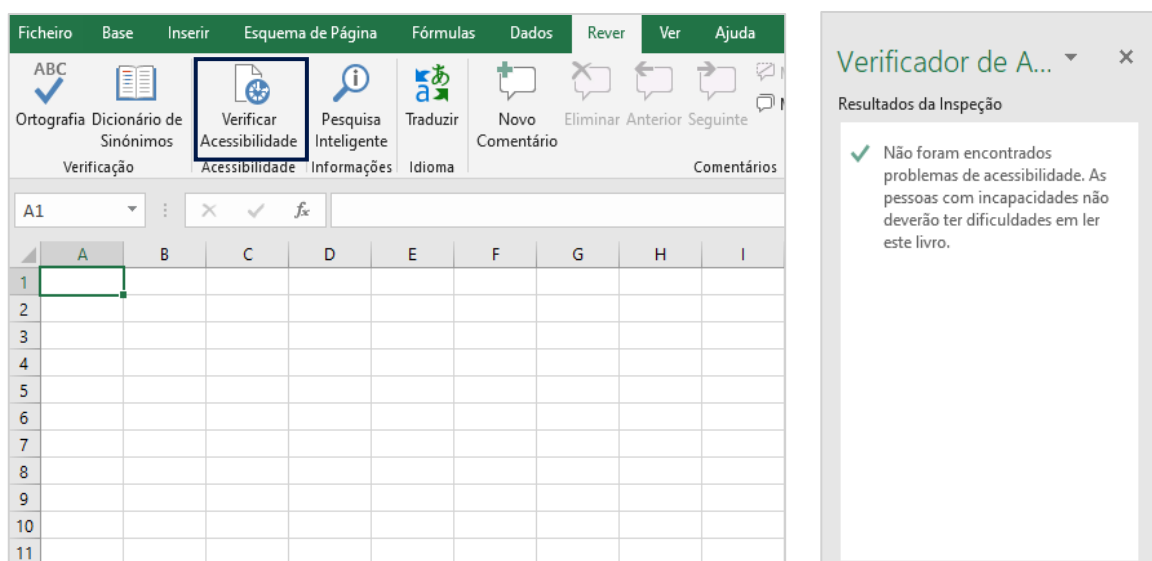 Ficheiro Base Inserir Esquema de Página Fórmulas Dados Rever Ver Ajuda
ABC
Ortografia Dicionário de Sinónimos
Verificar Acessibilidade
Pesquisa Inteligente
Traduzir
Novo Comentário
Eliminar Anterior Seguinte
Verificação Acessibilidade Informações Idioma Comentários
A1 fx
A B C D E F G H I
1
2
3
4
5
6
7
8
9
10
11
Verificador de A...
Resultados da Inspeção
Não foram encontrados
problemas de acessibilidade. As
pessoas com incapacidades não
deverão ter dificuldades em ler
este livro.